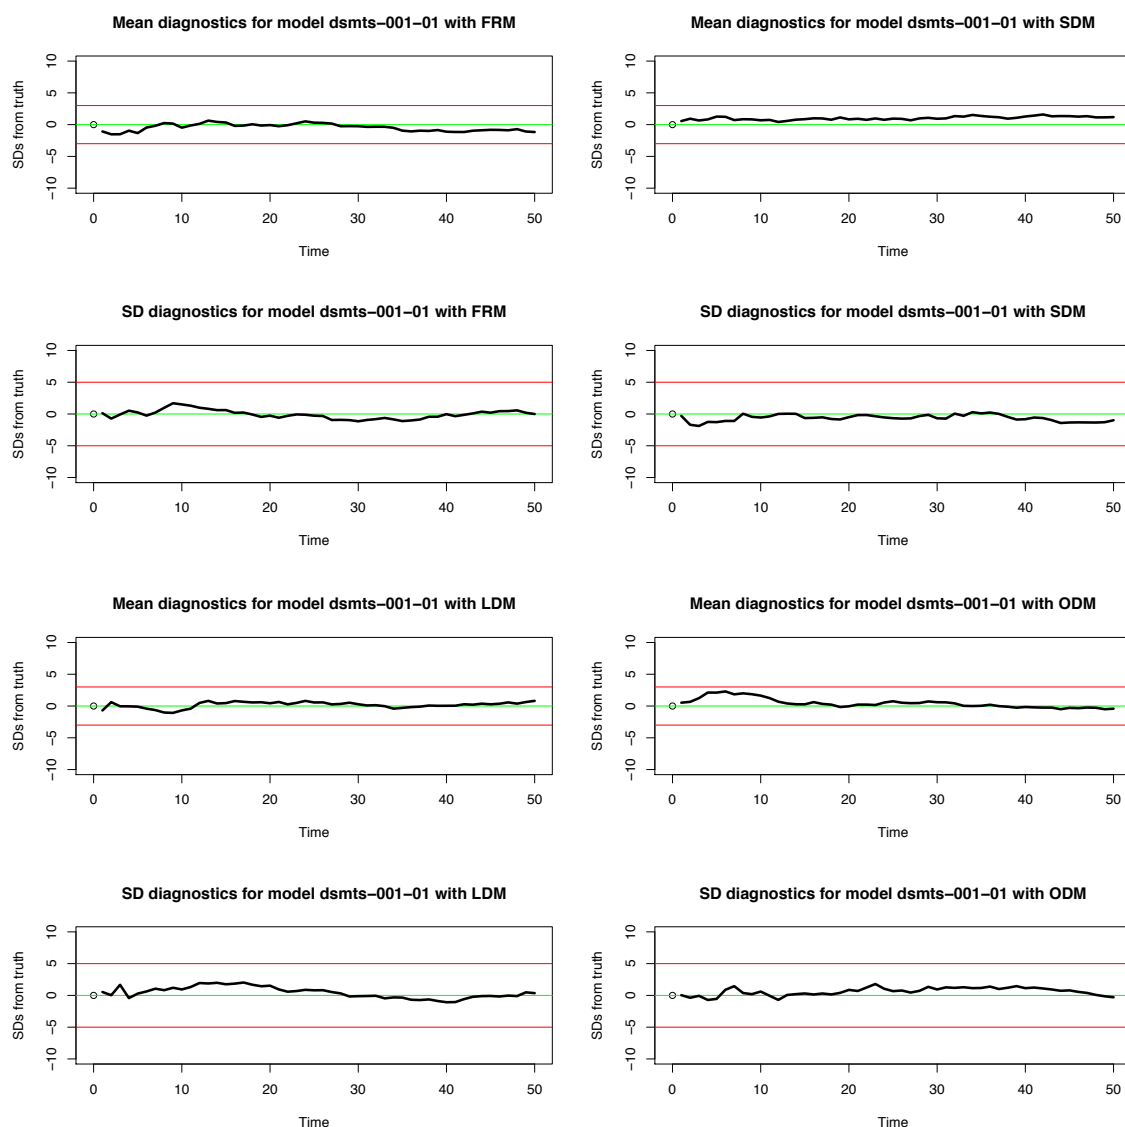 Mean diagnostics for model dsmts−001−01 with FRM
SDs from truth
10
5
0
−5
−10
0 10 20 30 40 50
Time
Mean diagnostics for model dsmts−001−01 with SDM
SDs from truth
10
5
0
−5
−10
0 10 20 30 40 50
Time
SD diagnostics for model dsmts−001−01 with FRM
SDs from truth
10
5
0
−5
−10
0 10 20 30 40 50
Time
SD diagnostics for model dsmts−001−01 with SDM
SDs from truth
10
5
0
−5
−10
0 10 20 30 40 50
Time
Mean diagnostics for model dsmts−001−01 with LDM
SDs from truth
10
5
0
−5
−10
0 10 20 30 40 50
Time
Mean diagnostics for model dsmts−001−01 with ODM
SDs from truth
10
5
0
−5
−10
0 10 20 30 40 50
Time
SD diagnostics for model dsmts−001−01 with LDM
SDs from truth
10
5
0
−5
−10
0 10 20 30 40 50
Time
SD diagnostics for model dsmts−001−01 with ODM
SDs from truth
10
5
0
−5
−10
0 10 20 30 40 50
Time